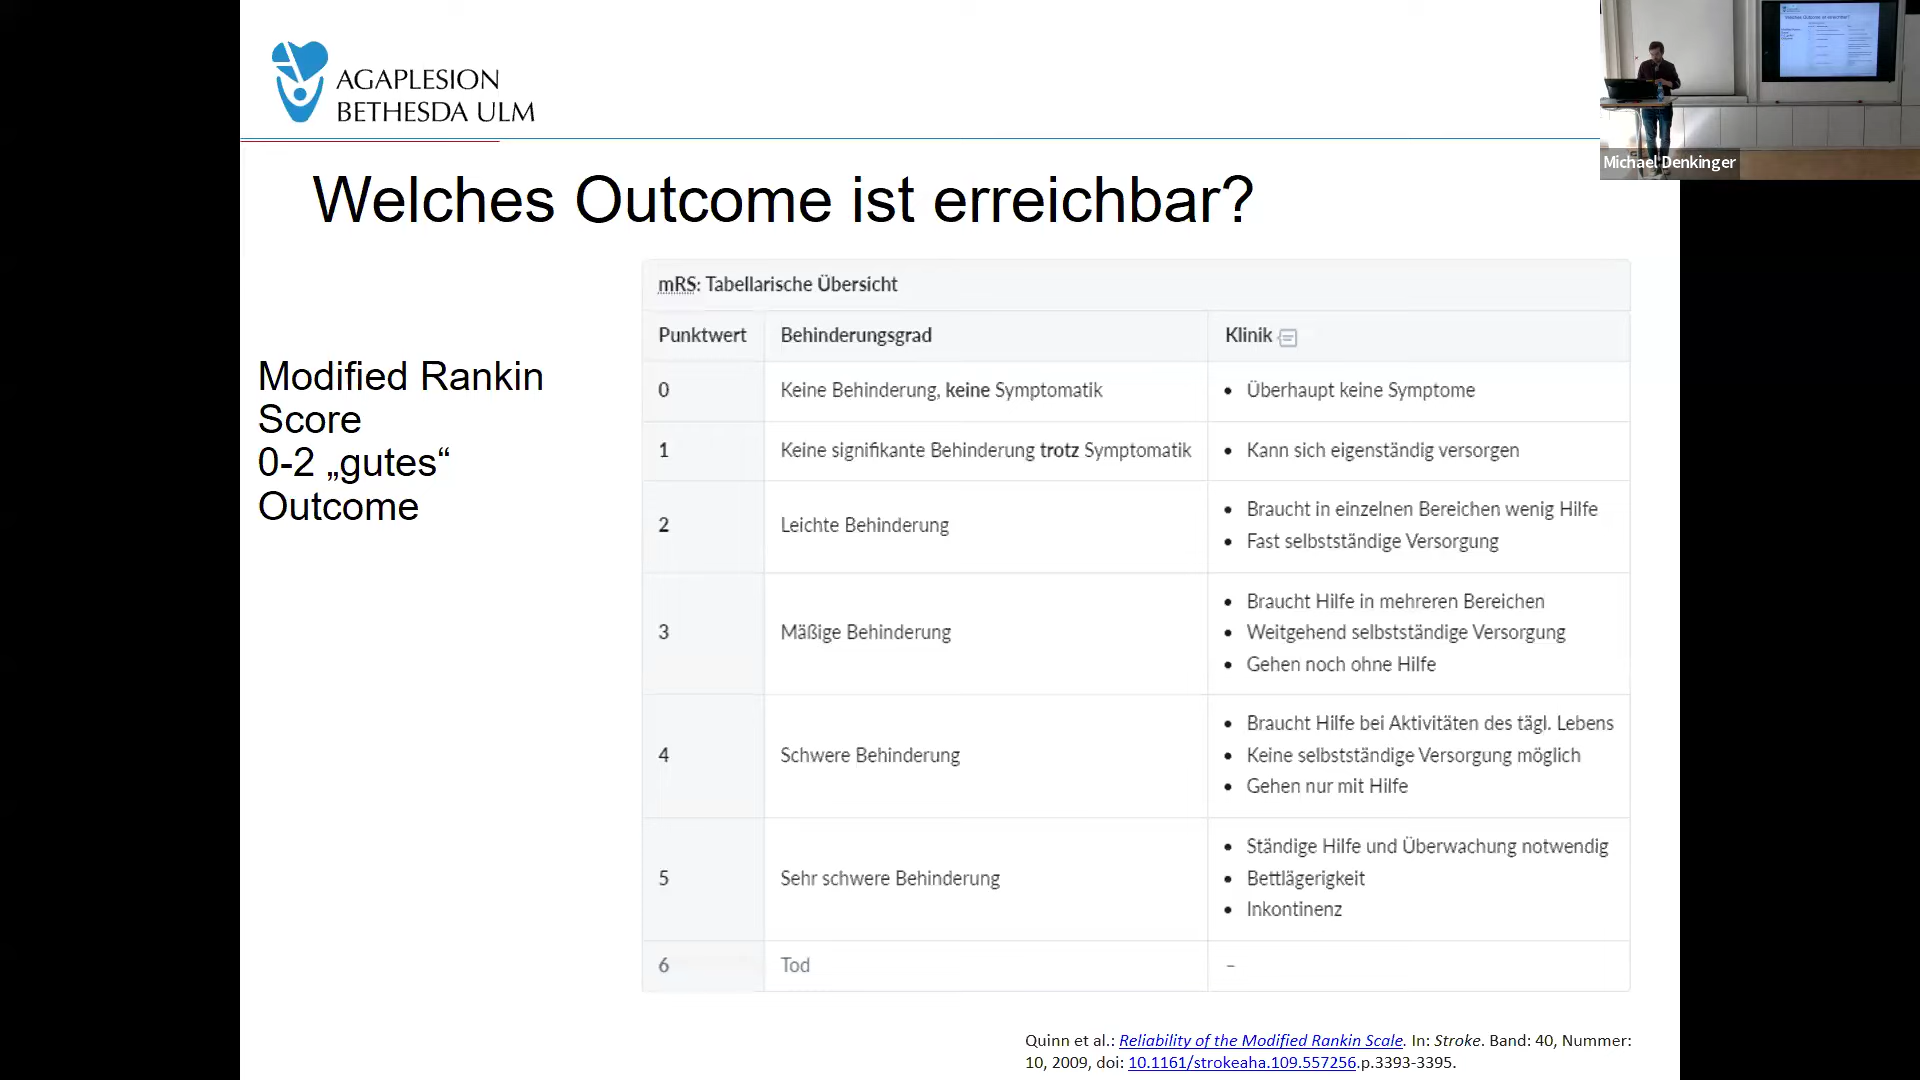 AGAPLESION
BETHESDA ULM
Michael Denkinger
Welches Outcome ist erreichbar?
Modified Rankin
Score
0-2 „gutes“
Outcome
mRS: Tabellarische Übersicht
Punktwert Behinderungsgrad Klinik
0 Keine Behinderung, keine Symptomatik • Überhaupt keine Symptome
1 Keine signifikante Behinderung trotz Symptomatik • Kann sich eigenständig versorgen
2 Leichte Behinderung • Braucht in einzelnen Bereichen wenig Hilfe
• Fast selbstständige Versorgung
3 Mäßige Behinderung • Braucht Hilfe in mehreren Bereichen
• Weitgehend selbstständige Versorgung
• Gehen noch ohne Hilfe
4 Schwere Behinderung • Braucht Hilfe bei Aktivitäten des tägl. Lebens
• Keine selbstständige Versorgung möglich
• Gehen nur mit Hilfe
5 Sehr schwere Behinderung • Ständige Hilfe und Überwachung notwendig
• Bettlägerigkeit
• Inkontinenz
6 Tod –
Quinn et al.: Reliability of the Modified Rankin Scale. In: Stroke. Band: 40, Nummer:
10, 2009, doi: 10.1161/strokeaha.109.557256.p.3393-3395.